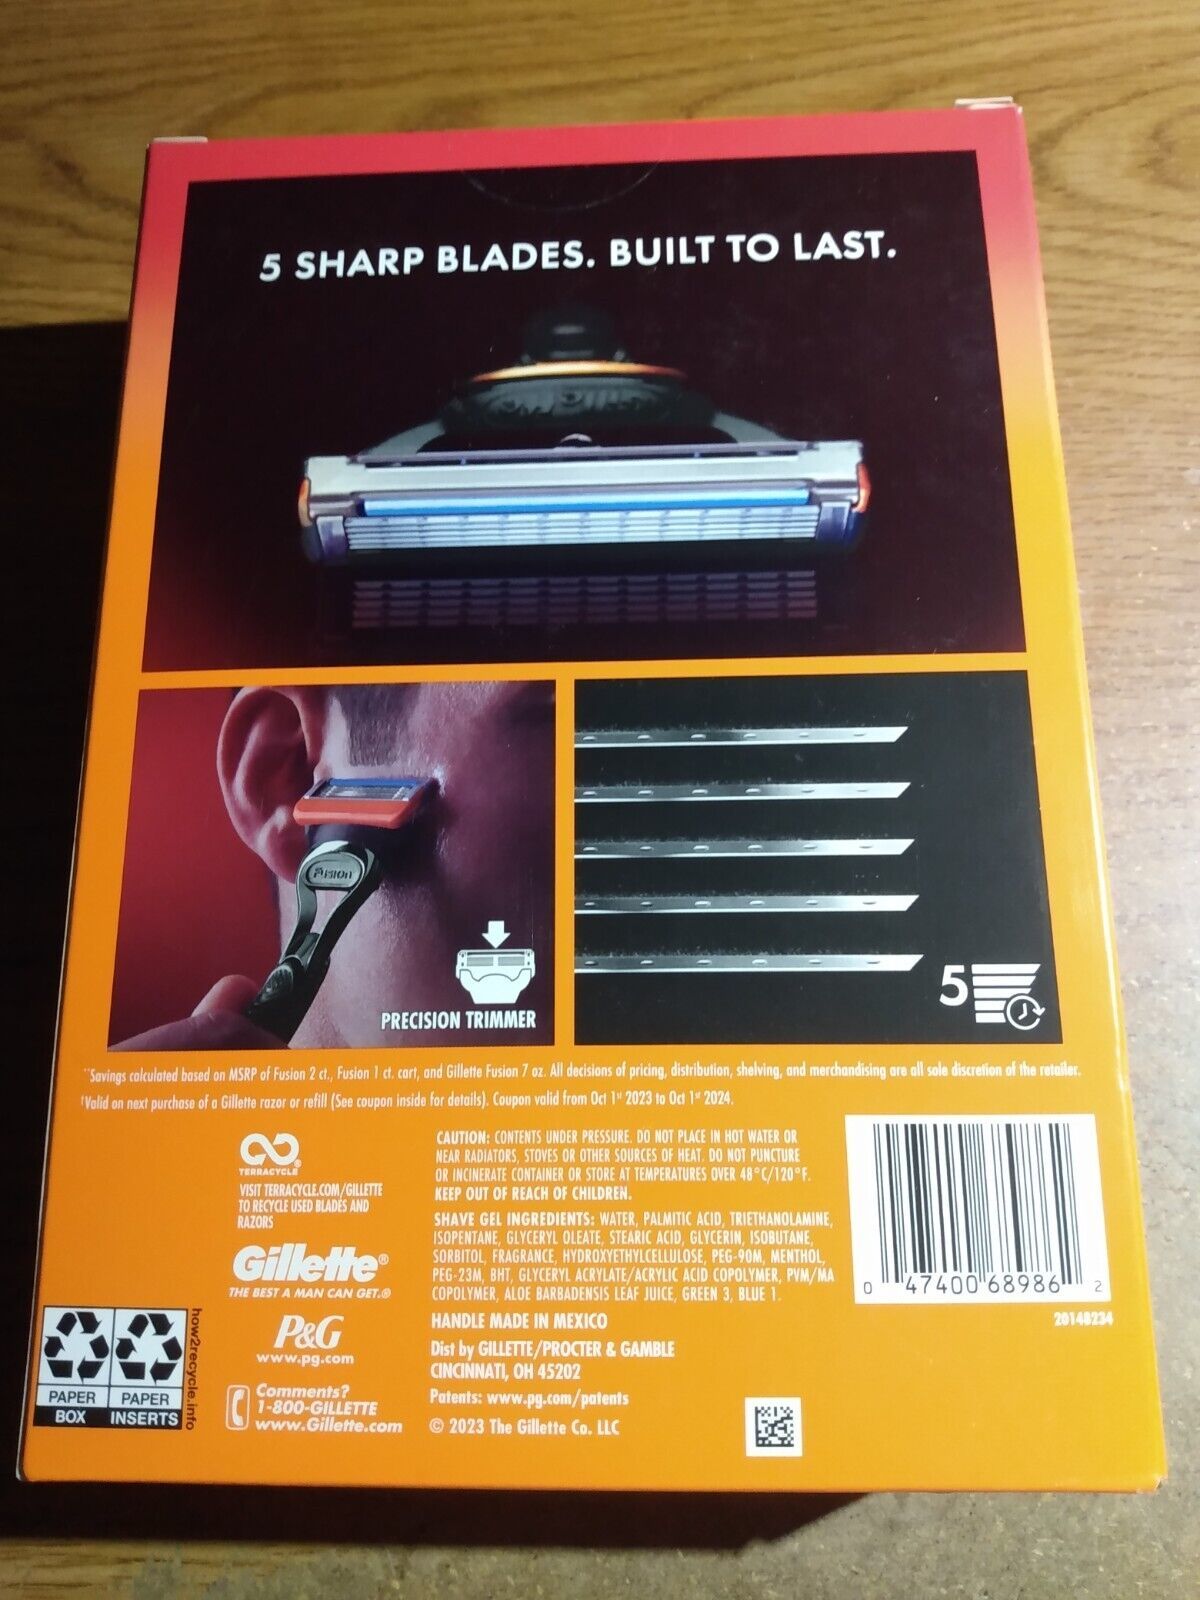 5 SHARP BLADES. BUILT TO LAST.
Fusion
PRECISION TRIMMER
5
**Savings calculated based on MSRP of Fusion 2 ct., Fusion 1 ct. cart, and Gillette Fusion 7 oz. All decisions of pricing, distribution, shelving, and merchandising are all sole discretion of the retailer.
†Valid on next purchase of a Gillette razor or refill (See coupon inside for details). Coupon valid from Oct 1st 2023 to Oct 1st 2024.
TERRACYCLE®
VISIT TERRACYCLE.COM/GILLETTE
TO RECYCLE USED BLADES AND
RAZORS
Gillette®
THE BEST A MAN CAN GET.®
P&G
www.pg.com
Comments?
1-800-GILLETTE
www.Gillette.com
how2recycle.info
PAPER
BOX
PAPER
INSERTS
CAUTION: CONTENTS UNDER PRESSURE. DO NOT PLACE IN HOT WATER OR
NEAR RADIATORS, STOVES OR OTHER SOURCES OF HEAT. DO NOT PUNCTURE
OR INCINERATE CONTAINER OR STORE AT TEMPERATURES OVER 48°C/120°F.
KEEP OUT OF REACH OF CHILDREN.
SHAVE GEL INGREDIENTS: WATER, PALMITIC ACID, TRIETHANOLAMINE,
ISOPENTANE, GLYCERYL OLEATE, STEARIC ACID, GLYCERIN, ISOBUTANE,
SORBITOL, FRAGRANCE, HYDROXYETHYLCELLULOSE, PEG-90M, MENTHOL,
PEG-23M, BHT, GLYCERYL ACRYLATE/ACRYLIC ACID COPOLYMER, PVM/MA
COPOLYMER, ALOE BARBADENSIS LEAF JUICE, GREEN 3, BLUE 1.
HANDLE MADE IN MEXICO
Dist by GILLETTE/PROCTER & GAMBLE
CINCINNATI, OH 45202
Patents: www.pg.com/patents
© 2023 The Gillette Co. LLC
0 47400 68986 2
20148234